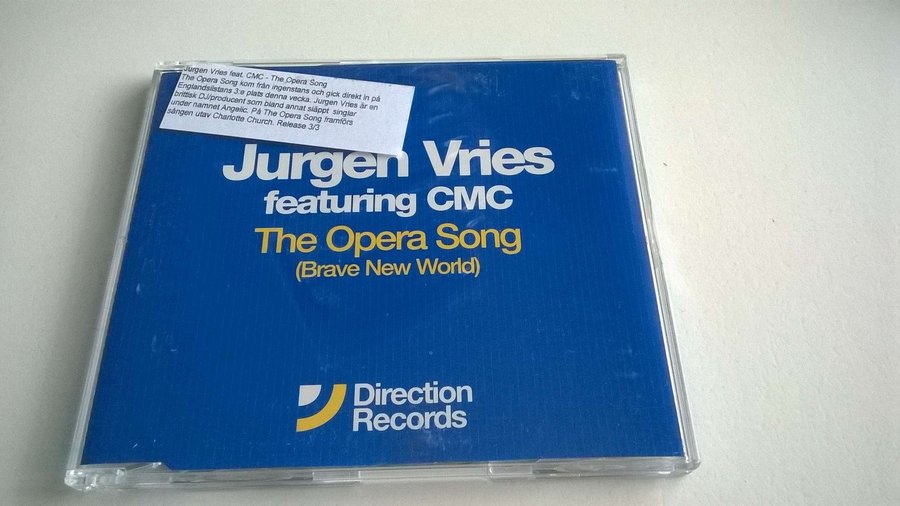 Jurgen Vries feat. CMC - The Opera Song
The Opera Song kom från ingenstans och gick direkt in på
Englandslistans 3:e plats denna vecka. Jurgen Vries är en
brittisk DJ/producent som bland annat släppt singlar
under namnet Angelic. På The Opera Song framförs
sången utav Charlotte Church. Release 3/3
Jurgen Vries
featuring CMC
The Opera Song
(Brave New World)
Direction
Records